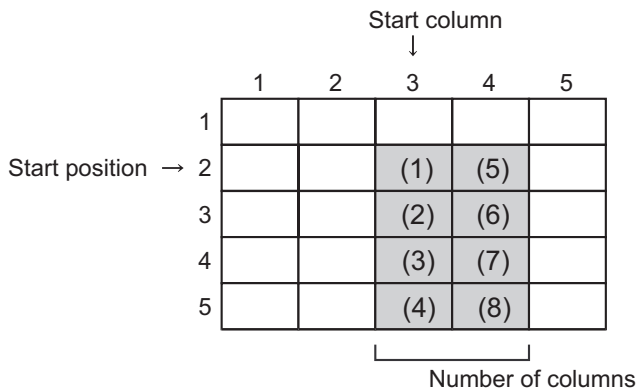 Start column
↓
1 2 3 4 5
1
Start position → 2 (1) (5)
3 (2) (6)
4 (3) (7)
5 (4) (8)
Number of columns